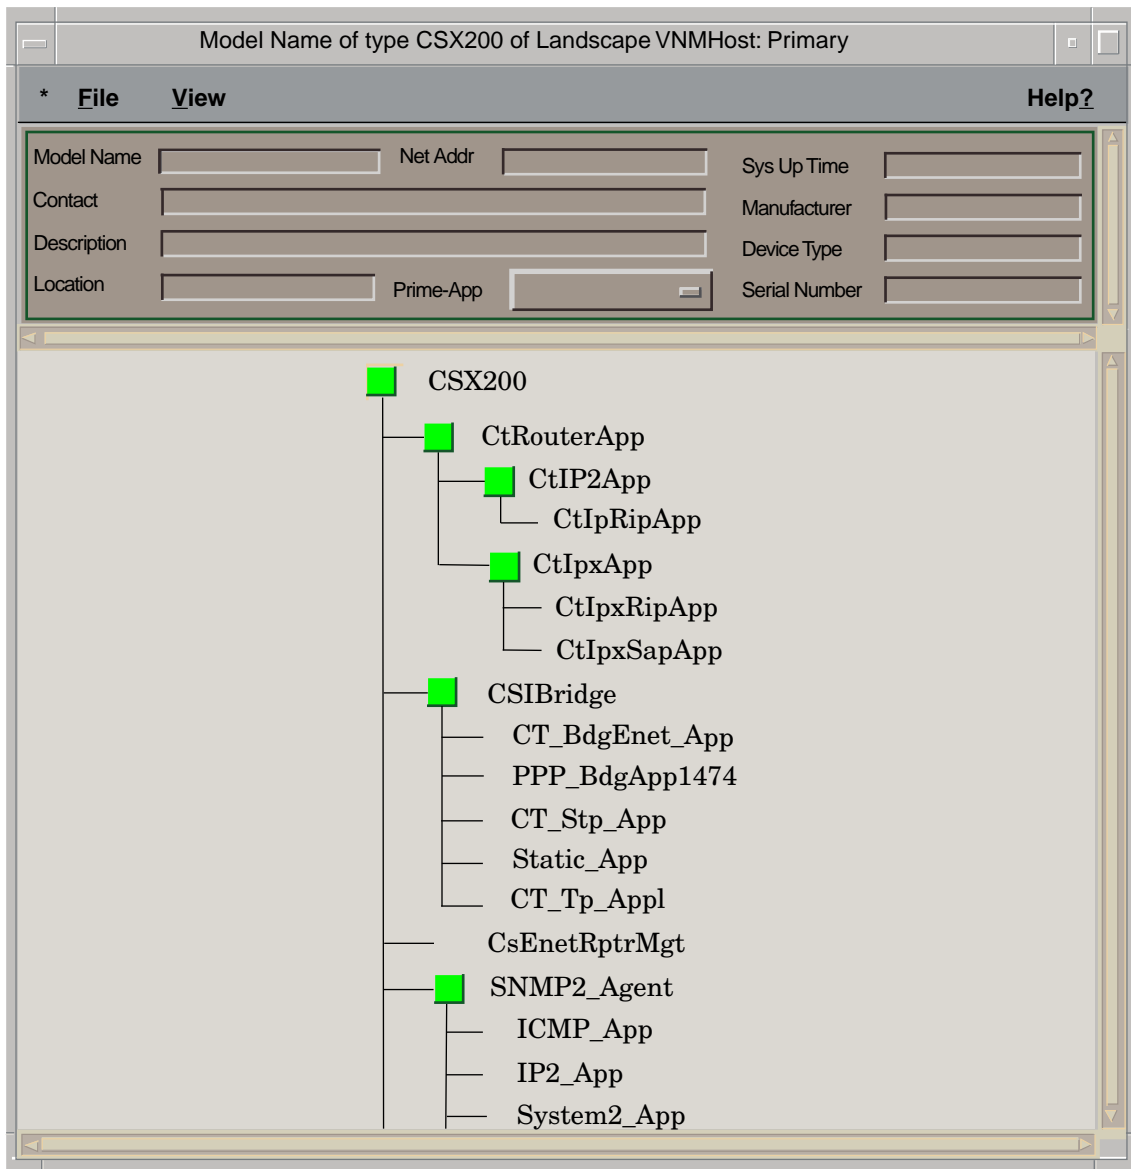 Model Name of type CSX200 of Landscape VNMHost: Primary
* File View Help?
Model Name Net Addr Sys Up Time
Contact Manufacturer
Description Device Type
Location Prime-App Serial Number
CSX200
CtRouterApp
CtIP2App
CtIpRipApp
CtIpxApp
CtIpxRipApp
CtIpxSapApp
CSIBridge
CT_BdgEnet_App
PPP_BdgApp1474
CT_Stp_App
Static_App
CT_Tp_Appl
CsEnetRptrMgt
SNMP2_Agent
ICMP_App
IP2_App
System2_App